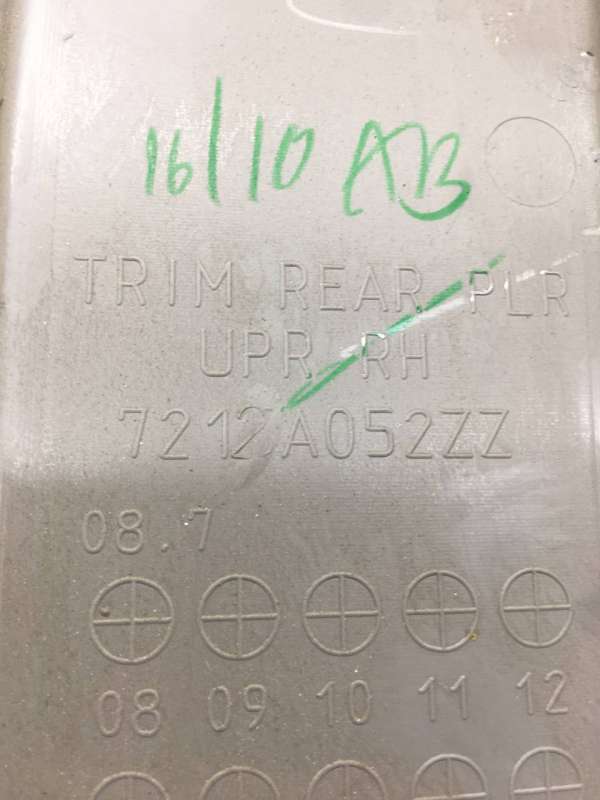 16/10 AB
TRIM REAR PLR
UPR RH
7212A052ZZ
08.7
08 09 10 11 12